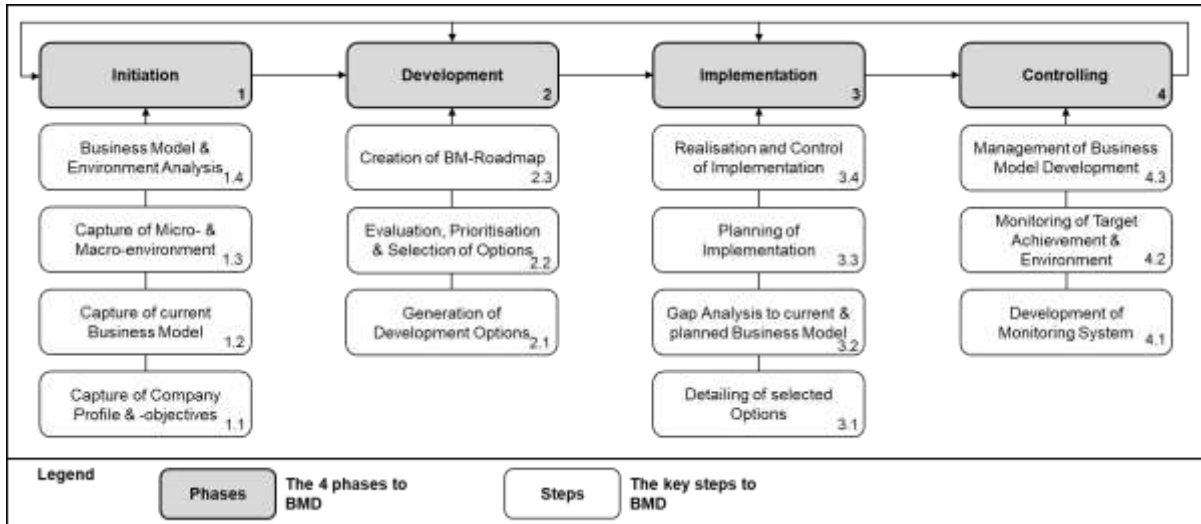 Initiation
1
Development
2
Implementation
3
Controlling
4
Business Model &
Environment Analysis
1.4
Creation of BM-Roadmap
2.3
Realisation and Control
of Implementation
3.4
Management of Business
Model Development
4.3
Capture of Micro- &
Macro-environment
1.3
Evaluation, Prioritisation
& Selection of Options
2.2
Planning of
Implementation
3.3
Monitoring of Target
Achievement &
Environment
4.2
Capture of current
Business Model
1.2
Generation of
Development Options
2.1
Gap Analysis to current &
planned Business Model
3.2
Development of
Monitoring System
4.1
Capture of Company
Profile & -objectives
1.1
Detailing of selected
Options
3.1
Legend
Phases
The 4 phases to
BMD
Steps
The key steps to
BMD